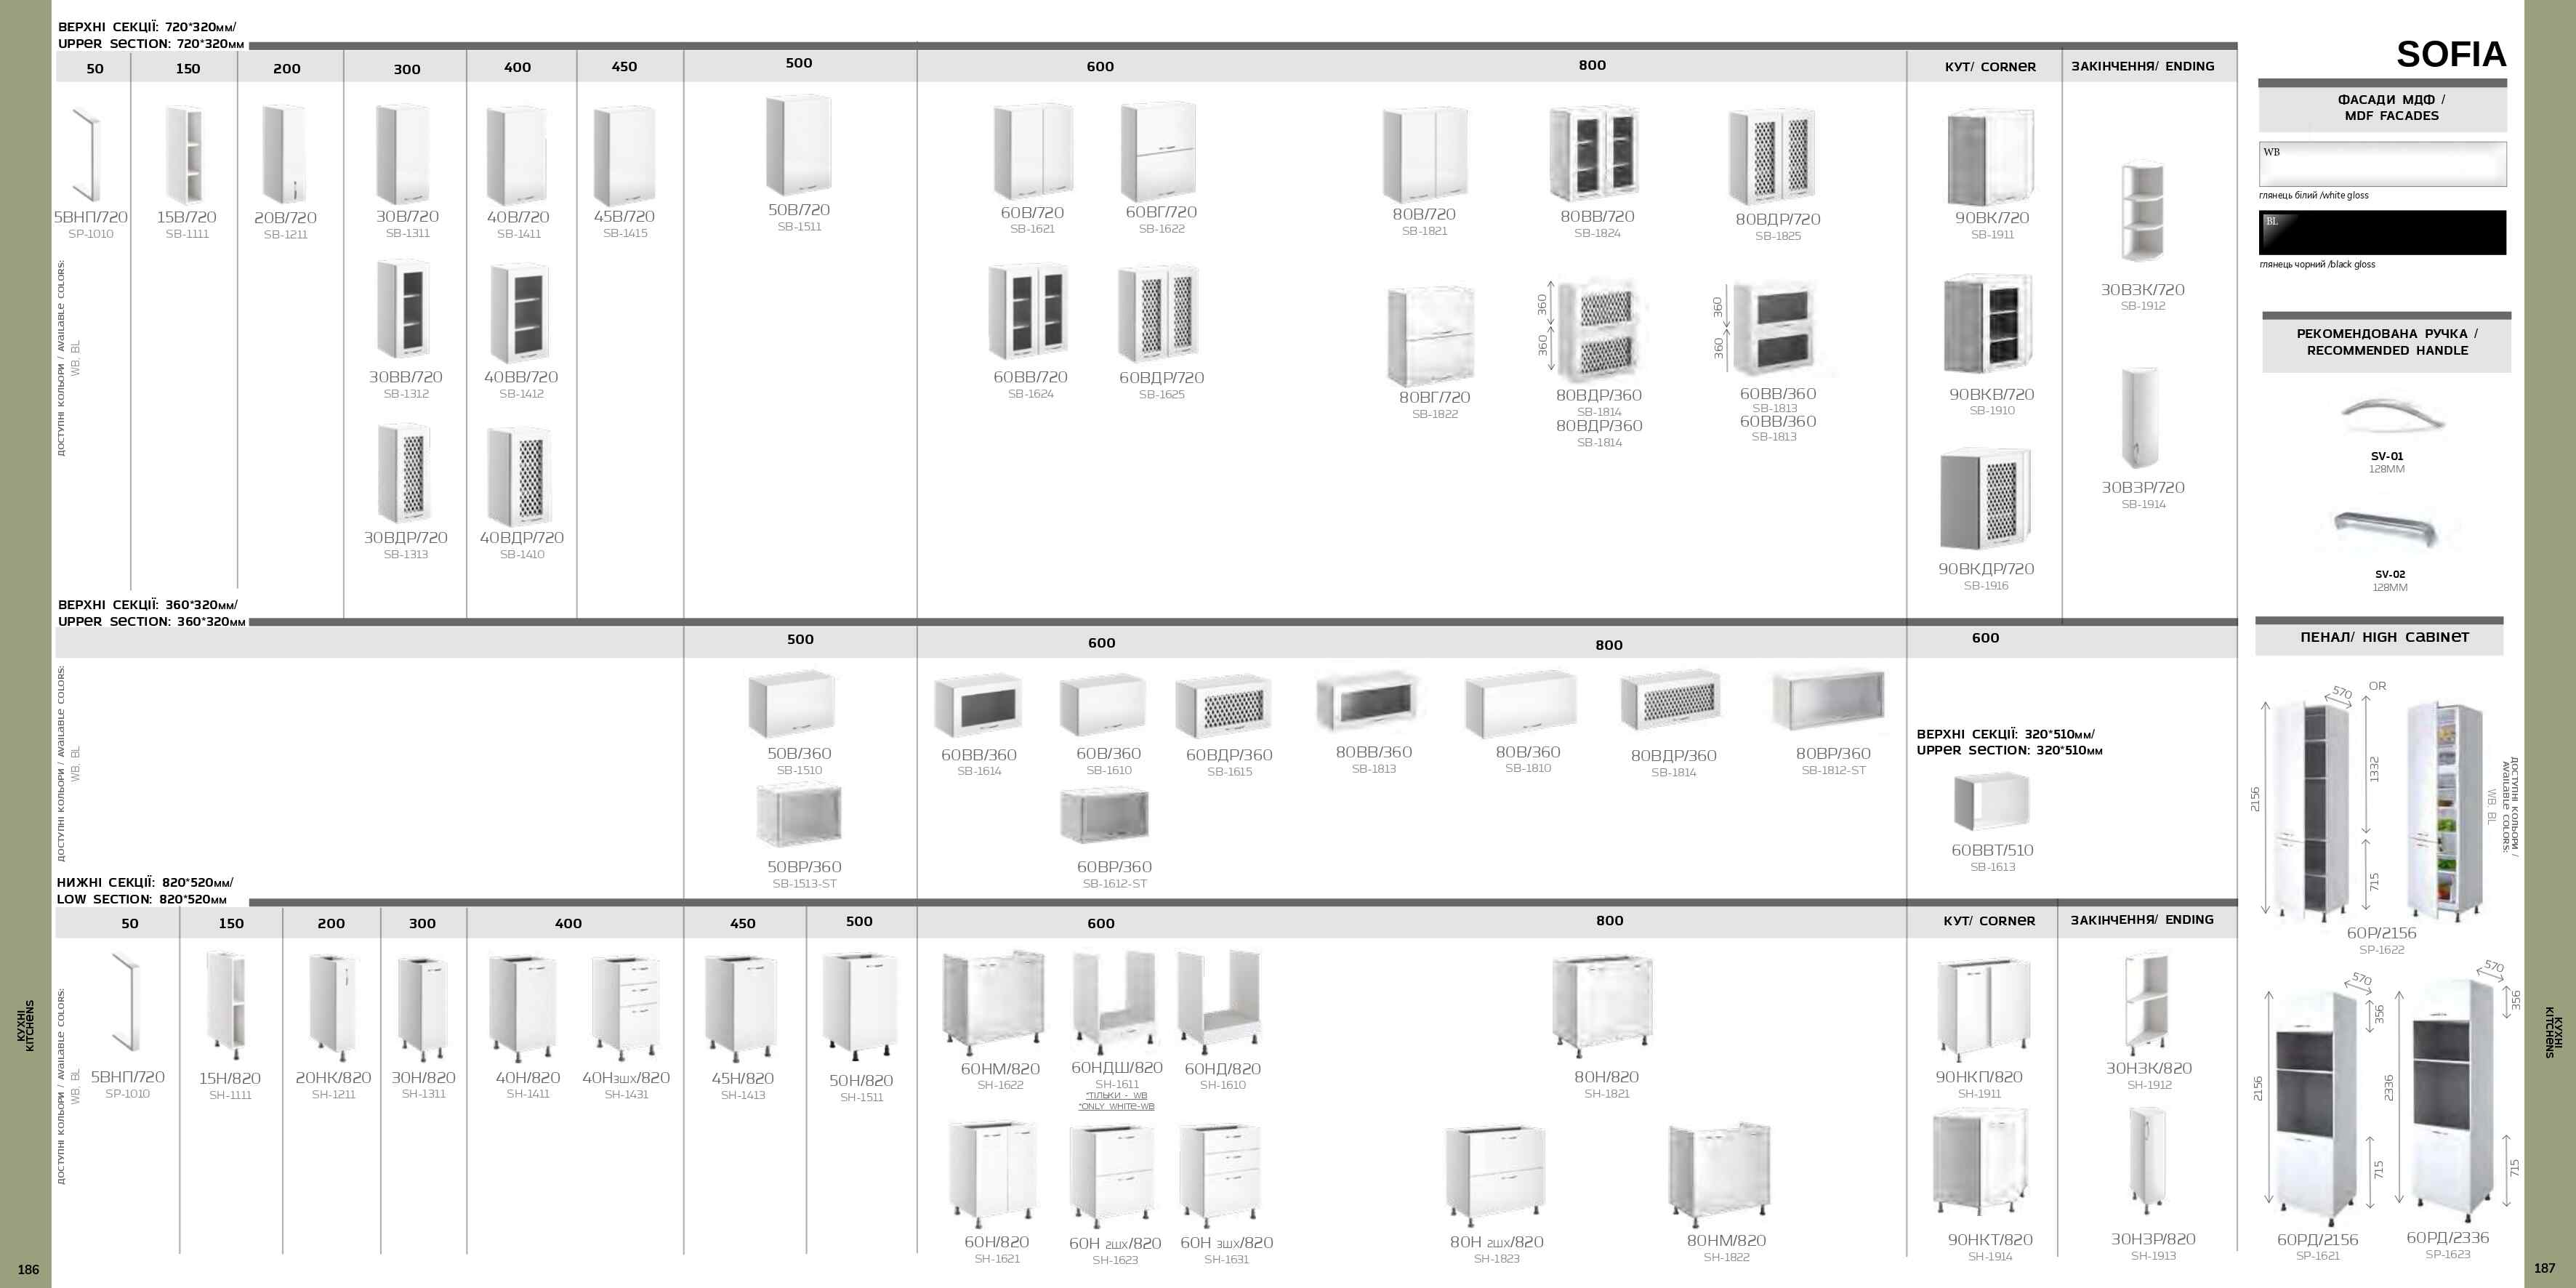 ВЕРХНІ СЕКЦІЇ: 720*320мм/
UPPER SECTION: 720*320мм
50 150 200 300 400 450 500 600 800 КУТ/ CORNER ЗАКІНЧЕННЯ/ ENDING
5ВНП/720
SP-1010
15В/720
SB-1111
20В/720
SB-1211
30В/720
SB-1311
40В/720
SB-1411
45В/720
SB-1415
50В/720
SB-1511
60В/720
SB-1621
60ВГ/720
SB-1622
80В/720
SB-1821
80ВВ/720
SB-1824
80ВДР/720
SB-1825
90ВК/720
SB-1911
30ВЗК/720
SB-1912
30ВВ/720
SB-1312
40ВВ/720
SB-1412
60ВВ/720
SB-1624
60ВДР/720
SB-1625
80ВГ/720
SB-1822
360
360
80ВДР/360
SB-1814
80ВДР/360
SB-1814
360
360
60ВВ/360
SB-1813
60ВВ/360
SB-1813
90ВКВ/720
SB-1910
30ВЗР/720
SB-1914
30ВДР/720
SB-1313
40ВДР/720
SB-1410
90ВКДР/720
SB-1916
ДОСТУПНІ КОЛЬОРИ / AVAILABLE COLORS:
WB. BL
ВЕРХНІ СЕКЦІЇ: 360*320мм/
UPPER SECTION: 360*320мм
500 600 800 600
50В/360
SB-1510
60ВВ/360
SB-1614
60В/360
SB-1610
60ВДР/360
SB-1615
80ВВ/360
SB-1813
80В/360
SB-1810
80ВДР/360
SB-1814
80ВР/360
SB-1812-ST
50ВР/360
SB-1513-ST
60ВР/360
SB-1612-ST
ВЕРХНІ СЕКЦІЇ: 320*510мм/
UPPER SECTION: 320*510мм
60ВВТ/510
SB-1613
ДОСТУПНІ КОЛЬОРИ / AVAILABLE COLORS:
WB. BL
НИЖНІ СЕКЦІЇ: 820*520мм/
LOW SECTION: 820*520мм
50 150 200 300 400 450 500 600 800 КУТ/ CORNER ЗАКІНЧЕННЯ/ ENDING
5ВНП/720
SP-1010
15Н/820
SH-1111
20НК/820
SH-1211
30Н/820
SH-1311
40Н/820
SH-1411
40Н3ШХ/820
SH-1431
45Н/820
SH-1413
50Н/820
SH-1511
60НМ/820
SH-1622
60НДШ/820
SH-1611
*ТІЛЬКИ - WB
*ONLY WHITE-WB
60НД/820
SH-1610
80Н/820
SH-1821
90НКП/820
SH-1911
30НЗК/820
SH-1912
60Н/820
SH-1621
60Н 2ШХ/820
SH-1623
60Н 3ШХ/820
SH-1631
80Н 2ШХ/820
SH-1823
80НМ/820
SH-1822
90НКТ/820
SH-1914
30НЗР/820
SH-1913
ДОСТУПНІ КОЛЬОРИ / AVAILABLE COLORS:
WB. BL
КУХНІ
KITCHENS
186
SOFIA
ФАСАДИ МДФ /
MDF FACADES
WB
глянець білий /white gloss
BL
глянець чорний /black gloss
РЕКОМЕНДОВАНА РУЧКА /
RECOMMENDED HANDLE
SV-01
128ММ
SV-02
128ММ
ПЕНАЛ/ HIGH CABINET
570
OR
2156
1332
715
60Р/2156
SP-1622
ДОСТУПНІ КОЛЬОРИ /
AVAILABLE COLORS:
WB. BL
570
356
2156
715
60РД/2156
SP-1621
570
356
2336
715
60РД/2336
SP-1623
КУХНІ
KITCHENS
187